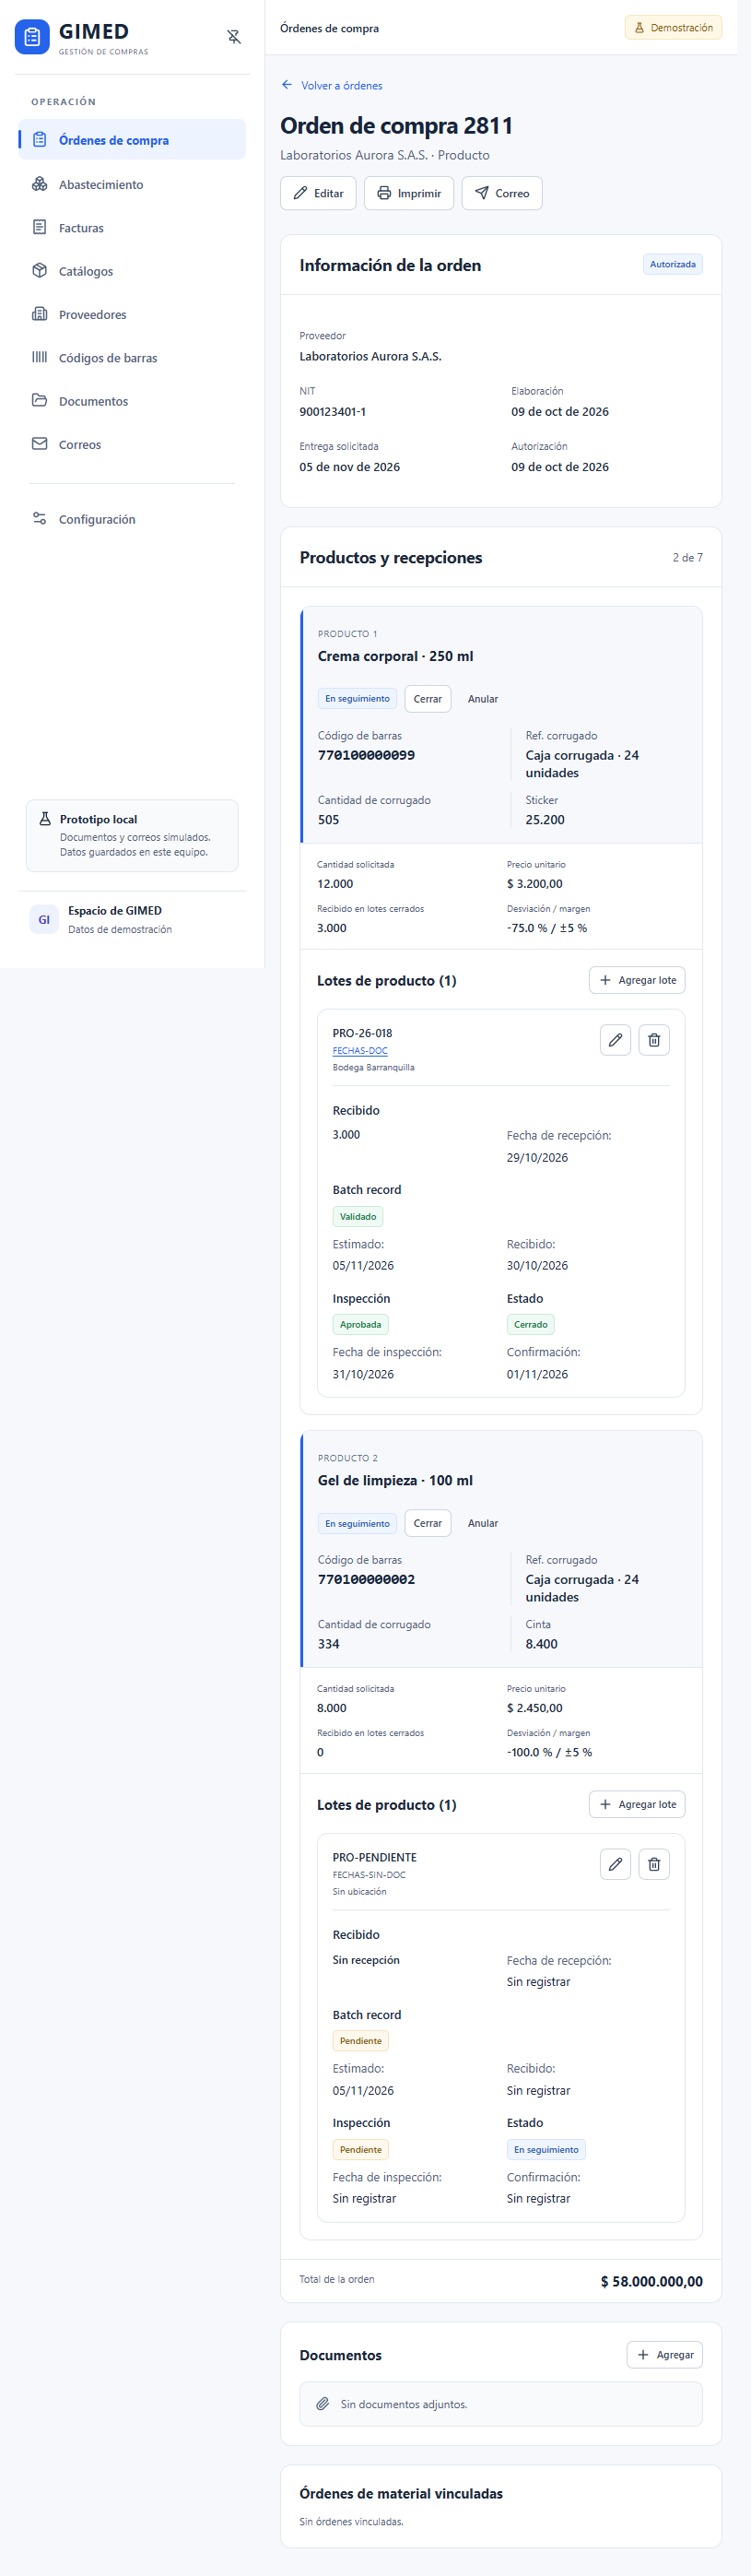 GIMED
GESTIÓN DE COMPRAS
OPERACIÓN
Órdenes de compra
Abastecimiento
Facturas
Catálogos
Proveedores
Códigos de barras
Documentos
Correos
Configuración
Prototipo local
Documentos y correos simulados.
Datos guardados en este equipo.
GI
Espacio de GIMED
Datos de demostración
Órdenes de compra
Demostración
Volver a órdenes
Orden de compra 2811
Laboratorios Aurora S.A.S. · Producto
Editar
Imprimir
Correo
Información de la orden
Autorizada
Proveedor
Laboratorios Aurora S.A.S.
NIT
900123401-1
Elaboración
09 de oct de 2026
Entrega solicitada
05 de nov de 2026
Autorización
09 de oct de 2026
Productos y recepciones
2 de 7
PRODUCTO 1
Crema corporal · 250 ml
En seguimiento
Cerrar
Anular
Código de barras
770100000099
Ref. corrugado
Caja corrugada · 24
unidades
Cantidad de corrugado
505
Sticker
25.200
Cantidad solicitada
12.000
Precio unitario
$ 3.200,00
Recibido en lotes cerrados
3.000
Desviación / margen
-75.0 % / ±5 %
Lotes de producto (1)
Agregar lote
PRO-26-018
FECHAS-DOC
Bodega Barranquilla
Recibido
3.000
Fecha de recepción:
29/10/2026
Batch record
Validado
Estimado:
05/11/2026
Recibido:
30/10/2026
Inspección
Aprobada
Fecha de inspección:
31/10/2026
Estado
Cerrado
Confirmación:
01/11/2026
PRODUCTO 2
Gel de limpieza · 100 ml
En seguimiento
Cerrar
Anular
Código de barras
770100000002
Ref. corrugado
Caja corrugada · 24
unidades
Cantidad de corrugado
334
Cinta
8.400
Cantidad solicitada
8.000
Precio unitario
$ 2.450,00
Recibido en lotes cerrados
0
Desviación / margen
-100.0 % / ±5 %
Lotes de producto (1)
Agregar lote
PRO-PENDIENTE
FECHAS-SIN-DOC
Sin ubicación
Recibido
Sin recepción
Fecha de recepción:
Sin registrar
Batch record
Pendiente
Estimado:
05/11/2026
Recibido:
Sin registrar
Inspección
Pendiente
Fecha de inspección:
Sin registrar
Estado
En seguimiento
Confirmación:
Sin registrar
Total de la orden
$ 58.000.000,00
Documentos
Agregar
Sin documentos adjuntos.
Órdenes de material vinculadas
Sin órdenes vinculadas.